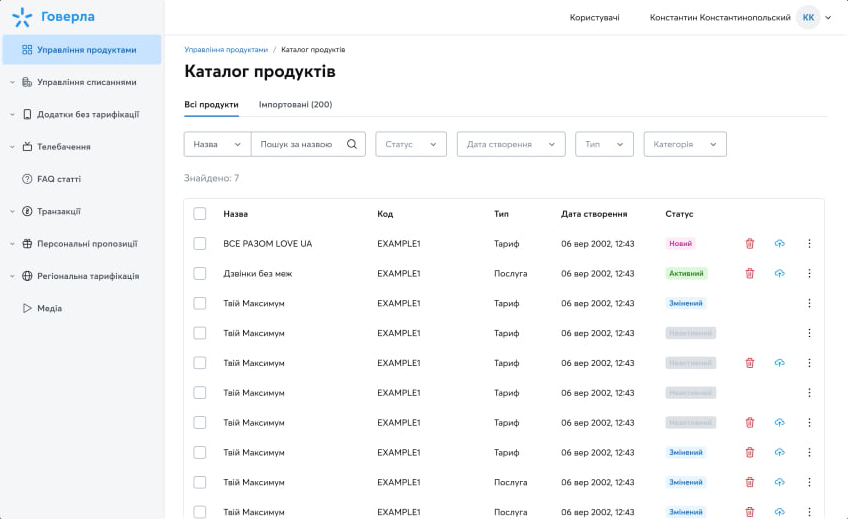 Говерла
Користувачі
Константин Константинопольский
КК
Управління продуктами
Управління списаннями
Додатки без тарифікації
Телебачення
FAQ статті
Транзакції
Персональні пропозиції
Регіональна тарифікація
Медіа
Управління продуктами / Каталог продуктів
Каталог продуктів
Всі продукти Імпортовані (200)
Назва Пошук за назвою Статус Дата створення Тип Категорія
Знайдено: 7
Назва Код Тип Дата створення Статус
ВСЕ РАЗОМ LOVE UA EXAMPLE1 Тариф 06 вер 2002, 12:43 Новий
Дзвінки без меж EXAMPLE1 Послуга 06 вер 2002, 12:43 Активний
Твій Максимум EXAMPLE1 Тариф 06 вер 2002, 12:43 Змінений
Твій Максимум EXAMPLE1 Тариф 06 вер 2002, 12:43 Неактивний
Твій Максимум EXAMPLE1 Тариф 06 вер 2002, 12:43 Неактивний
Твій Максимум EXAMPLE1 Тариф 06 вер 2002, 12:43 Неактивний
Твій Максимум EXAMPLE1 Тариф 06 вер 2002, 12:43 Неактивний
Твій Максимум EXAMPLE1 Тариф 06 вер 2002, 12:43 Змінений
Твій Максимум EXAMPLE1 Послуга 06 вер 2002, 12:43 Змінений
Твій Максимум EXAMPLE1 Послуга 06 вер 2002, 12:43 Змінений